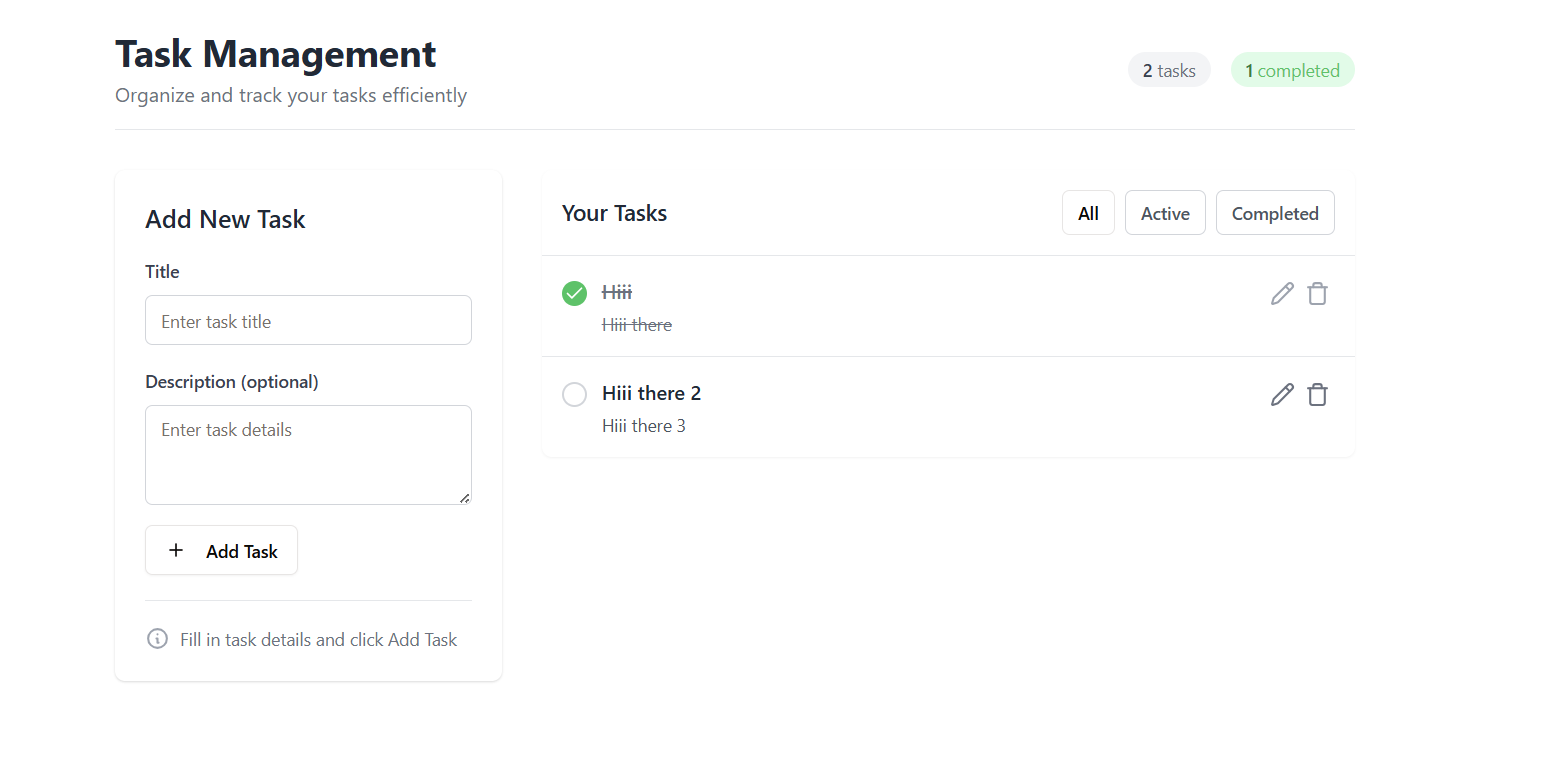 Task Management
Organize and track your tasks efficiently
2 tasks
1 completed
Add New Task
Title
Enter task title
Description (optional)
Enter task details
Add Task
Fill in task details and click Add Task
Your Tasks
All
Active
Completed
Hiii
Hiii there
Hiii there 2
Hiii there 3